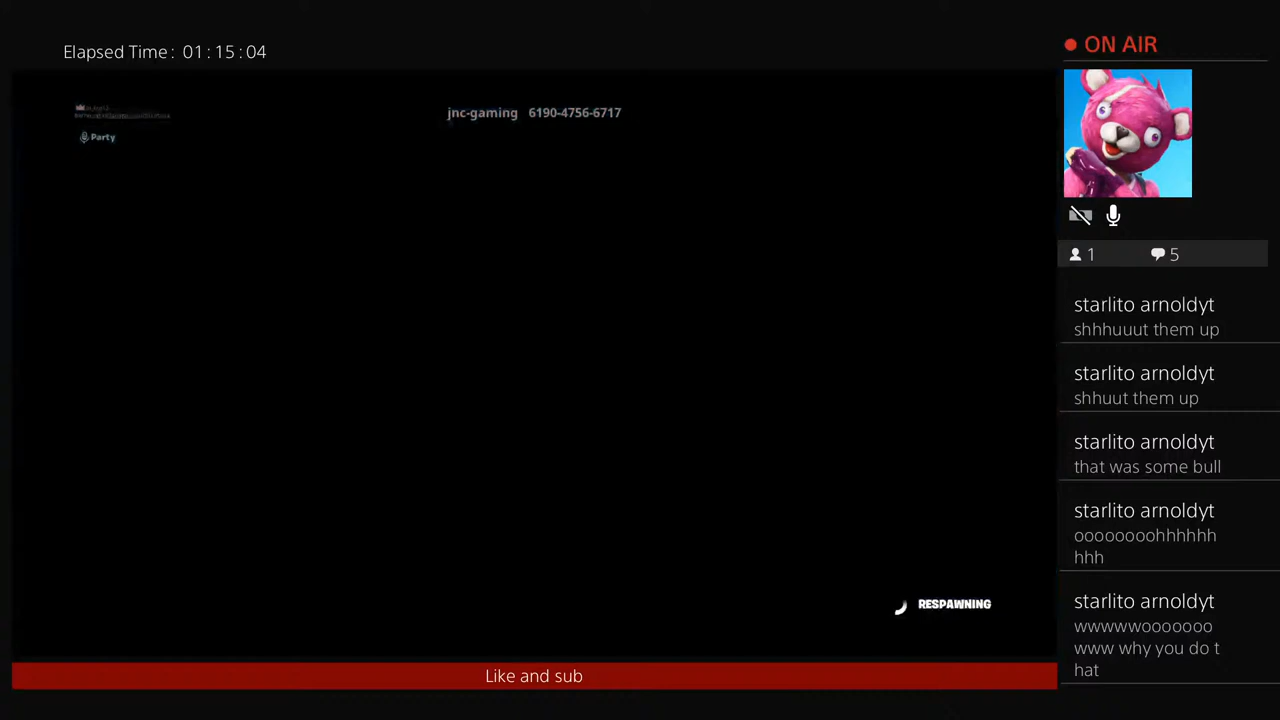 Elapsed Time: 01:15:04
ON AIR
jnc-gaming 6190-4756-6717
Party
1 5
starlito arnoldyt
shhhuuut them up
starlito arnoldyt
shhuut them up
starlito arnoldyt
that was some bull
starlito arnoldyt
oooooooohhhhhh
hhh
starlito arnoldyt
wwwwwooooooo
www why you do t
hat
RESPAWNING
Like and sub